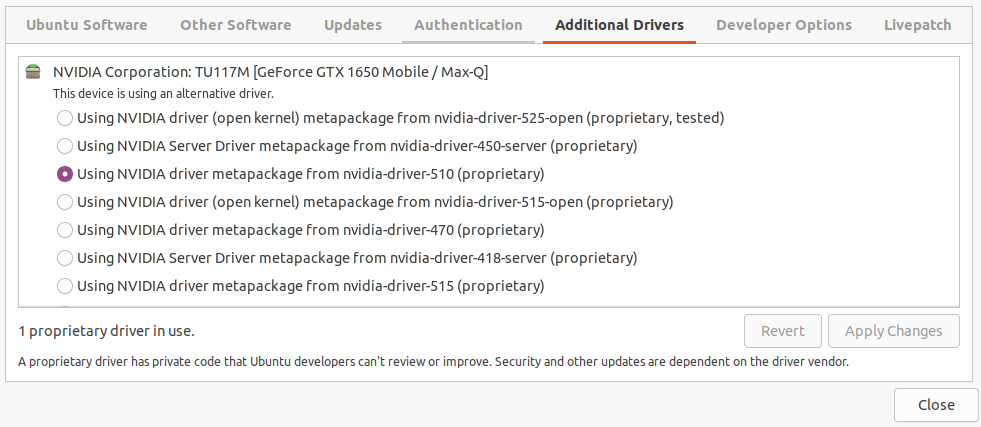 Ubuntu Software Other Software Updates Authentication Additional Drivers Developer Options Livepatch
NVIDIA Corporation: TU117M [GeForce GTX 1650 Mobile / Max-Q]
This device is using an alternative driver.
Using NVIDIA driver (open kernel) metapackage from nvidia-driver-525-open (proprietary, tested)
Using NVIDIA Server Driver metapackage from nvidia-driver-450-server (proprietary)
Using NVIDIA driver metapackage from nvidia-driver-510 (proprietary)
Using NVIDIA driver (open kernel) metapackage from nvidia-driver-515-open (proprietary)
Using NVIDIA driver metapackage from nvidia-driver-470 (proprietary)
Using NVIDIA Server Driver metapackage from nvidia-driver-418-server (proprietary)
Using NVIDIA driver metapackage from nvidia-driver-515 (proprietary)
1 proprietary driver in use.
Revert
Apply Changes
A proprietary driver has private code that Ubuntu developers can't review or improve. Security and other updates are dependent on the driver vendor.
Close